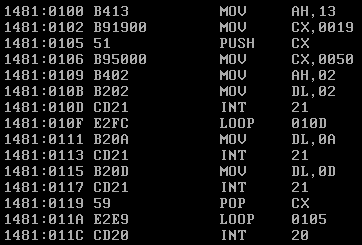 1481:0100 B413 MOV AH,13
1481:0102 B91900 MOV CX,0019
1481:0105 51 PUSH CX
1481:0106 B95000 MOV CX,0050
1481:0109 B402 MOV AH,02
1481:010B B202 MOV DL,02
1481:010D CD21 INT 21
1481:010F E2FC LOOP 010D
1481:0111 B20A MOV DL,0A
1481:0113 CD21 INT 21
1481:0115 B20D MOV DL,0D
1481:0117 CD21 INT 21
1481:0119 59 POP CX
1481:011A E2E9 LOOP 0105
1481:011C CD20 INT 20